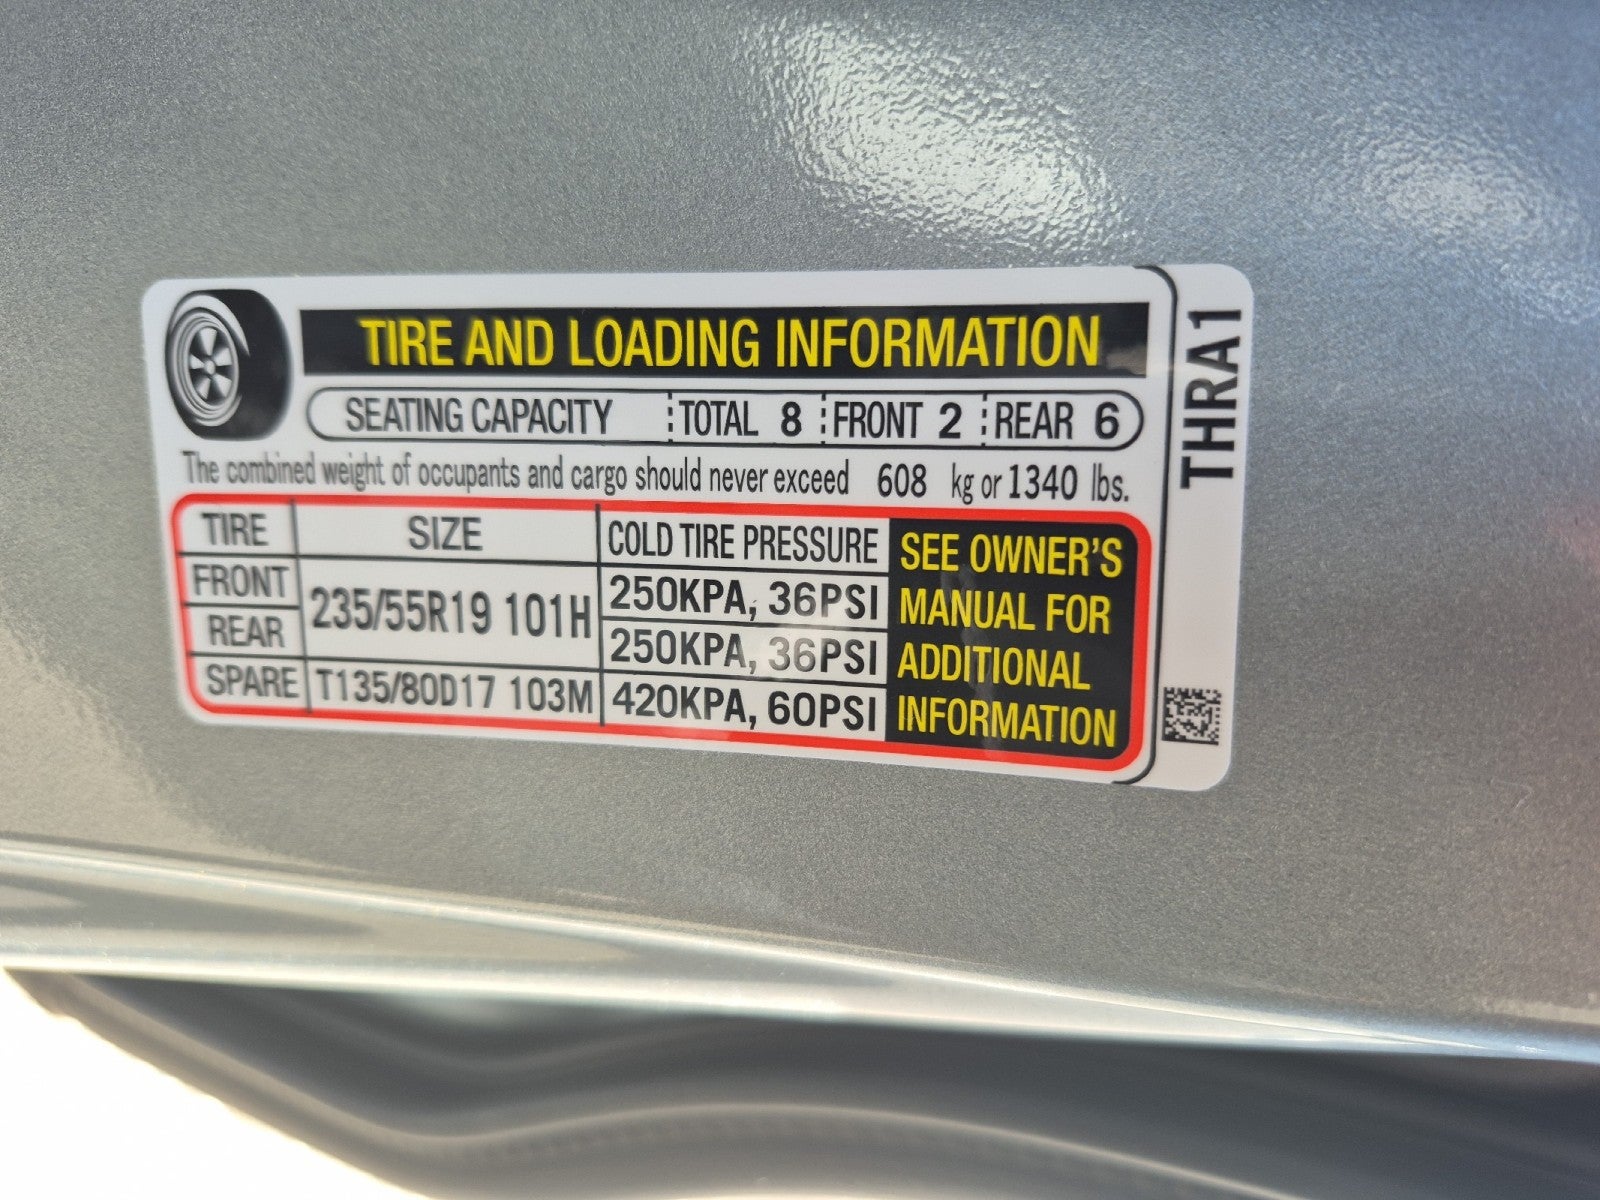 TIRE AND LOADING INFORMATION
SEATING CAPACITY TOTAL 8 FRONT 2 REAR 6
The combined weight of occupants and cargo should never exceed 608 kg or 1340 lbs.
TIRE SIZE COLD TIRE PRESSURE
FRONT 235/55R19 101H 250KPA, 36PSI
REAR 250KPA, 36PSI
SPARE T135/80D17 103M 420KPA, 60PSI
SEE OWNER'S
MANUAL FOR
ADDITIONAL
INFORMATION
THRA1